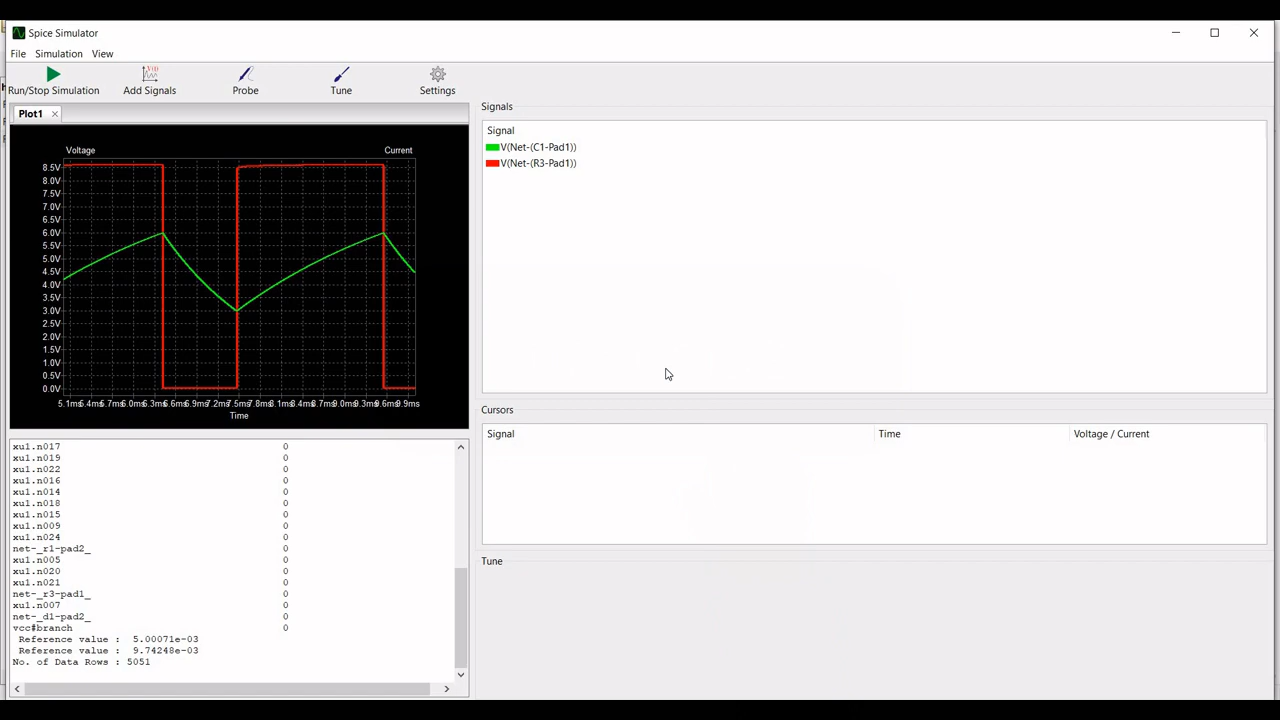 Spice Simulator
File Simulation View
Run/Stop Simulation Add Signals Probe Tune Settings
Plot1
Voltage Current
8.5V
8.0V
7.5V
7.0V
6.5V
6.0V
5.5V
5.0V
4.5V
4.0V
3.5V
3.0V
2.5V
2.0V
1.5V
1.0V
0.5V
0.0V
5.1ms 5.4ms 5.7ms 6.0ms 6.3ms 6.6ms 6.9ms 7.2ms 7.5ms 7.8ms 8.1ms 8.4ms 8.7ms 9.0ms 9.3ms 9.6ms 9.9ms
Time
xu1.n017 0
xu1.n019 0
xu1.n022 0
xu1.n016 0
xu1.n014 0
xu1.n018 0
xu1.n015 0
xu1.n009 0
xu1.n024 0
net-_r1-pad2_ 0
xu1.n005 0
xu1.n020 0
xu1.n021 0
net-_r3-pad1_ 0
xu1.n007 0
net-_d1-pad2_ 0
vcc#branch 0
Reference value : 5.00071e-03
Reference value : 9.74248e-03
No. of Data Rows : 5051
Signals
Signal
V(Net-(C1-Pad1))
V(Net-(R3-Pad1))
Cursors
Signal Time Voltage / Current
Tune